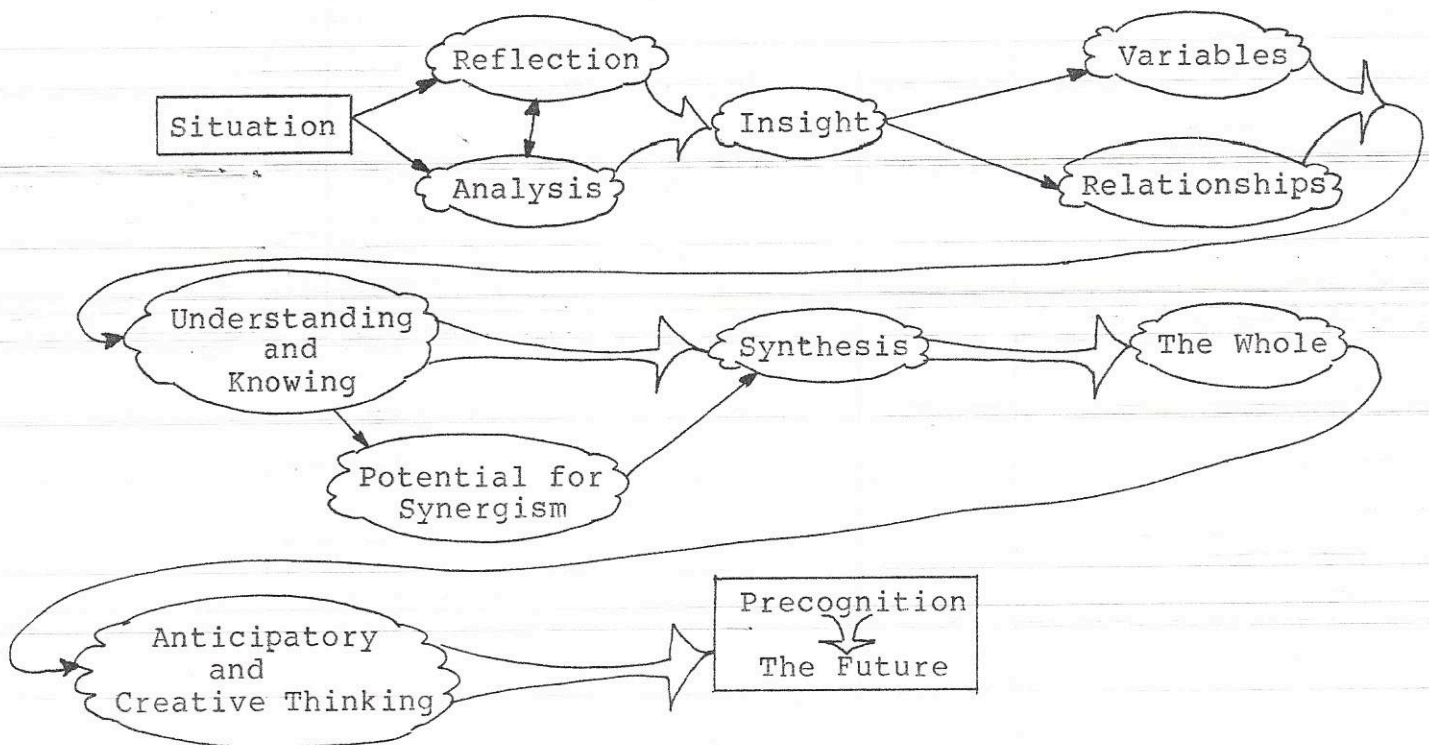 Situation
Reflection
Analysis
Insight
Variables
Relationships
Understanding
and
Knowing
Potential for
Synergism
Synthesis
The Whole
Anticipatory
and
Creative Thinking
Precognition
The Future